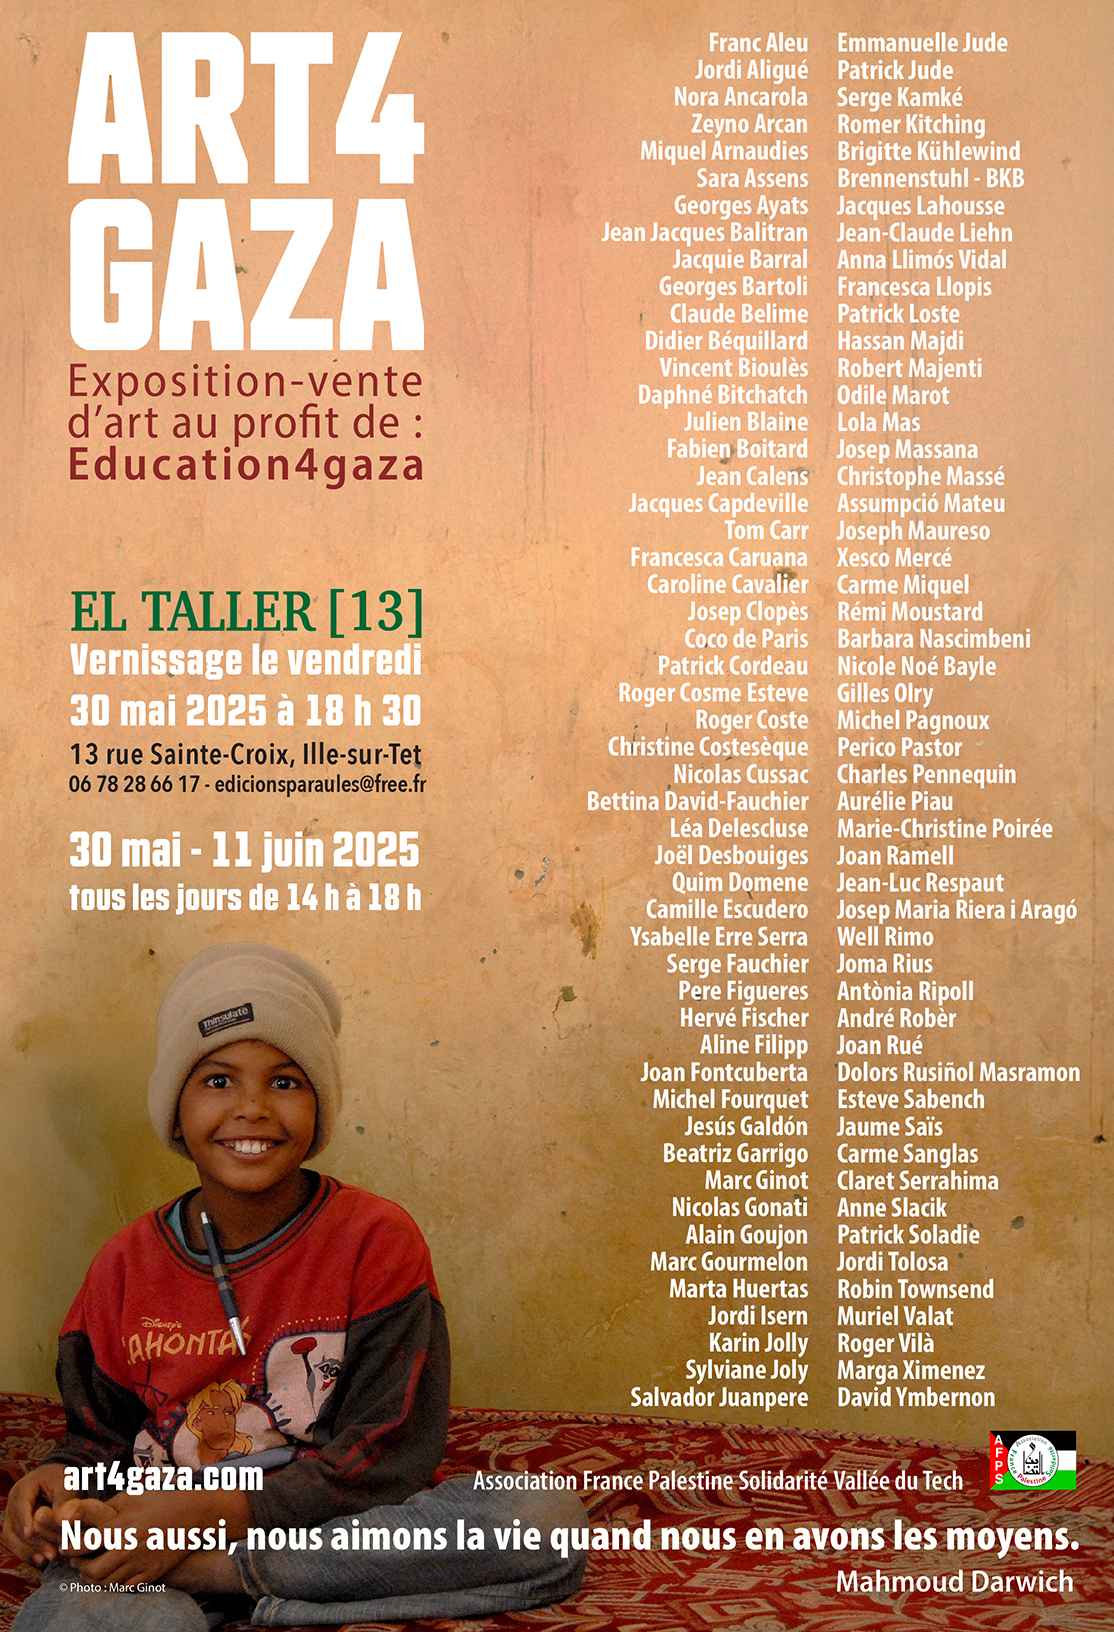 ART4
GAZA
Exposition-vente
d’art au profit de :
Education4gaza
EL TALLER [13]
Vernissage le vendredi
30 mai 2025 à 18 h 30
13 rue Sainte-Croix, Ille-sur-Tet
06 78 28 66 17 - edicionsparaules@free.fr
30 mai - 11 juin 2025
tous les jours de 14 h à 18 h
Franc Aleu
Jordi Aligué
Nora Ancarola
Zeyno Arcan
Miquel Arnaudies
Sara Assens
Georges Ayats
Jean Jacques Balitran
Jacquie Barral
Georges Bartoli
Claude Belime
Didier Béquillard
Vincent Bioulès
Daphné Bitchatch
Julien Blaine
Fabien Boitard
Jean Calens
Jacques Capdeville
Tom Carr
Francesca Caruana
Caroline Cavalier
Josep Clopès
Coco de Paris
Patrick Cordeau
Roger Cosme Esteve
Roger Coste
Christine Costesèque
Nicolas Cussac
Bettina David-Fauchier
Léa Delescluse
Joël Desbouiges
Quim Domene
Camille Escudero
Ysabelle Erre Serra
Serge Fauchier
Pere Figueres
Hervé Fischer
Aline Filipp
Joan Fontcuberta
Michel Fourquet
Jesús Galdón
Beatriz Garrigo
Marc Ginot
Nicolas Gonati
Alain Goujon
Marc Gourmelon
Marta Huertas
Jordi Isern
Karin Jolly
Sylviane Joly
Salvador Juanpere
Emmanuelle Jude
Patrick Jude
Serge Kamké
Romer Kitching
Brigitte Kühlewind
Brennenstuhl - BKB
Jacques Lahousse
Jean-Claude Liehn
Anna Llimós Vidal
Francesca Llopis
Patrick Loste
Hassan Majdi
Robert Majenti
Odile Marot
Lola Mas
Josep Massana
Christophe Massé
Assumpció Mateu
Joseph Maureso
Xesco Mercé
Carme Miquel
Rémi Moustard
Barbara Nascimbeni
Nicole Noé Bayle
Gilles Olry
Michel Pagnoux
Perico Pastor
Charles Pennequin
Aurélie Piau
Marie-Christine Poirée
Joan Ramell
Jean-Luc Respaut
Josep Maria Riera i Aragó
Well Rimo
Joma Rius
Antònia Ripoll
André Robèr
Joan Rué
Dolors Rusiñol Masramon
Esteve Sabench
Jaume Saïs
Carme Sanglas
Claret Serrahima
Anne Slacik
Patrick Soladie
Jordi Tolosa
Robin Townsend
Muriel Valat
Roger Vilà
Marga Ximenez
David Ymbernon
Thinsulate
DISNEY'S
AHONTAS
art4gaza.com
Association France Palestine Solidarité Vallée du Tech
AFPS
Association France Palestine Solidarité
Nous aussi, nous aimons la vie quand nous en avons les moyens.
Mahmoud Darwich
© Photo : Marc Ginot